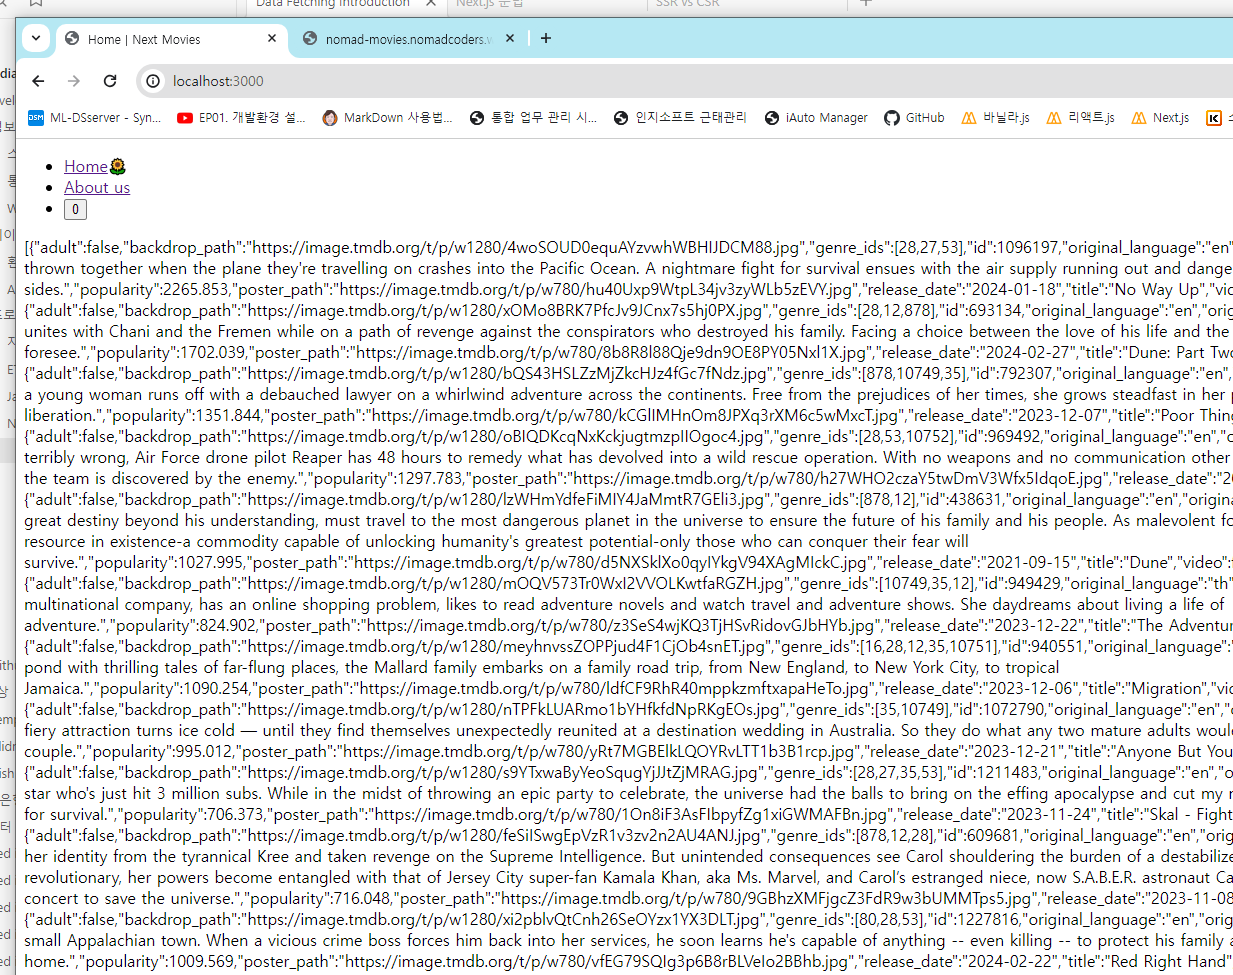 Data Fetching Introduction
Next.js 문법
SSR vs CSR
Home | Next Movies
nomad-movies.nomadcoders.w
localhost:3000
ML-DSserver - Syn...
EP01. 개발환경 설...
MarkDown 사용법...
통합 업무 관리 시...
인지소프트 근태관리
iAuto Manager
GitHub
바닐라.js
리액트.js
Next.js
Home🌻
About us
0
[{"adult":false,"backdrop_path":"https://image.tmdb.org/t/p/w1280/4woSOUD0equAYzvwhWBHIJDCM88.jpg","genre_ids":[28,27,53],"id":1096197,"original_language":"en"
thrown together when the plane they're travelling on crashes into the Pacific Ocean. A nightmare fight for survival ensues with the air supply running out and dange
sides.","popularity":2265.853,"poster_path":"https://image.tmdb.org/t/p/w780/hu40Uxp9WtpL34jv3zyWLb5zEVY.jpg","release_date":"2024-01-18","title":"No Way Up","vid
{"adult":false,"backdrop_path":"https://image.tmdb.org/t/p/w1280/xOMo8BRK7PfcJv9JCnx7s5hj0PX.jpg","genre_ids":[28,12,878],"id":693134,"original_language":"en","orig
unites with Chani and the Fremen while on a path of revenge against the conspirators who destroyed his family. Facing a choice between the love of his life and the
foresee.","popularity":1702.039,"poster_path":"https://image.tmdb.org/t/p/w780/8b8R8l88Qje9dn9OE8PY05Nxl1X.jpg","release_date":"2024-02-27","title":"Dune: Part Two
{"adult":false,"backdrop_path":"https://image.tmdb.org/t/p/w1280/bQS43HSLZzMjZkcHJz4fGc7fNdz.jpg","genre_ids":[878,10749,35],"id":792307,"original_language":"en",
a young woman runs off with a debauched lawyer on a whirlwind adventure across the continents. Free from the prejudices of her times, she grows steadfast in her p
liberation.","popularity":1351.844,"poster_path":"https://image.tmdb.org/t/p/w780/kCGlIMHnOm8JPXq3rXM6c5wMxcT.jpg","release_date":"2023-12-07","title":"Poor Thing
{"adult":false,"backdrop_path":"https://image.tmdb.org/t/p/w1280/oBIQDKcqNxKckjugtmzpIIOgoc4.jpg","genre_ids":[28,53,10752],"id":969492,"original_language":"en","o
terribly wrong, Air Force drone pilot Reaper has 48 hours to remedy what has devolved into a wild rescue operation. With no weapons and no communication other
the team is discovered by the enemy.","popularity":1297.783,"poster_path":"https://image.tmdb.org/t/p/w780/h27WHO2czaY5twDmV3Wfx5IdqoE.jpg","release_date":"20
{"adult":false,"backdrop_path":"https://image.tmdb.org/t/p/w1280/lzWHmYdfeFiMIY4JaMmtR7GEli3.jpg","genre_ids":[878,12],"id":438631,"original_language":"en","origina
great destiny beyond his understanding, must travel to the most dangerous planet in the universe to ensure the future of his family and his people. As malevolent fo
resource in existence-a commodity capable of unlocking humanity's greatest potential-only those who can conquer their fear will
survive.","popularity":1027.995,"poster_path":"https://image.tmdb.org/t/p/w780/d5NXSklXo0qyIYkgV94XAgMIckC.jpg","release_date":"2021-09-15","title":"Dune","video":f
{"adult":false,"backdrop_path":"https://image.tmdb.org/t/p/w1280/mOQV573Tr0WxI2VVOLKwtfaRGZH.jpg","genre_ids":[10749,35,12],"id":949429,"original_language":"th"
multinational company, has an online shopping problem, likes to read adventure novels and watch travel and adventure shows. She daydreams about living a life of
adventure.","popularity":824.902,"poster_path":"https://image.tmdb.org/t/p/w780/z3SeS4wjKQ3TjHSvRidovGJbHYb.jpg","release_date":"2023-12-22","title":"The Adventur
{"adult":false,"backdrop_path":"https://image.tmdb.org/t/p/w1280/meyhnvssZOPPjud4F1CjOb4snET.jpg","genre_ids":[16,28,12,35,10751],"id":940551,"original_language":"
pond with thrilling tales of far-flung places, the Mallard family embarks on a family road trip, from New England, to New York City, to tropical
Jamaica.","popularity":1090.254,"poster_path":"https://image.tmdb.org/t/p/w780/ldfCF9RhR40mppkzmftxapaHeTo.jpg","release_date":"2023-12-06","title":"Migration","vid
{"adult":false,"backdrop_path":"https://image.tmdb.org/t/p/w1280/nTPFkLUARmo1bYHfkfdNpRKgEOs.jpg","genre_ids":[35,10749],"id":1072790,"original_language":"en","o
fiery attraction turns ice cold — until they find themselves unexpectedly reunited at a destination wedding in Australia. So they do what any two mature adults would
couple.","popularity":995.012,"poster_path":"https://image.tmdb.org/t/p/w780/yRt7MGBElkLQOYRvLTT1b3B1rcp.jpg","release_date":"2023-12-21","title":"Anyone But You
{"adult":false,"backdrop_path":"https://image.tmdb.org/t/p/w1280/s9YTxwaByYeoSqugYjJJtZjMRAG.jpg","genre_ids":[28,27,35,53],"id":1211483,"original_language":"en","o
star who's just hit 3 million subs. While in the midst of throwing an epic party to celebrate, the universe had the balls to bring on the effing apocalypse and cut my n
for survival.","popularity":706.373,"poster_path":"https://image.tmdb.org/t/p/w780/1On8iF3AsFIbpyfZg1xiGWMAFBn.jpg","release_date":"2023-11-24","title":"Skal - Fight
{"adult":false,"backdrop_path":"https://image.tmdb.org/t/p/w1280/feSiISwgEpVzR1v3zv2n2AU4ANJ.jpg","genre_ids":[878,12,28],"id":609681,"original_language":"en","orig
her identity from the tyrannical Kree and taken revenge on the Supreme Intelligence. But unintended consequences see Carol shouldering the burden of a destabilize
revolutionary, her powers become entangled with that of Jersey City super-fan Kamala Khan, aka Ms. Marvel, and Carol’s estranged niece, now S.A.B.E.R. astronaut Ca
concert to save the universe.","popularity":716.048,"poster_path":"https://image.tmdb.org/t/p/w780/9GBhzXMFjgcZ3FdR9w3bUMMTps5.jpg","release_date":"2023-11-08
{"adult":false,"backdrop_path":"https://image.tmdb.org/t/p/w1280/xi2pblvQtCnh26SeOYzx1YX3DLT.jpg","genre_ids":[80,28,53],"id":1227816,"original_language":"en","orig
small Appalachian town. When a vicious crime boss forces him back into her services, he soon learns he's capable of anything -- even killing -- to protect his family a
home.","popularity":1009.569,"poster_path":"https://image.tmdb.org/t/p/w780/vfEG79SQIg3p6B8rBLVeIo2BBhb.jpg","release_date":"2024-02-22","title":"Red Right Hand"